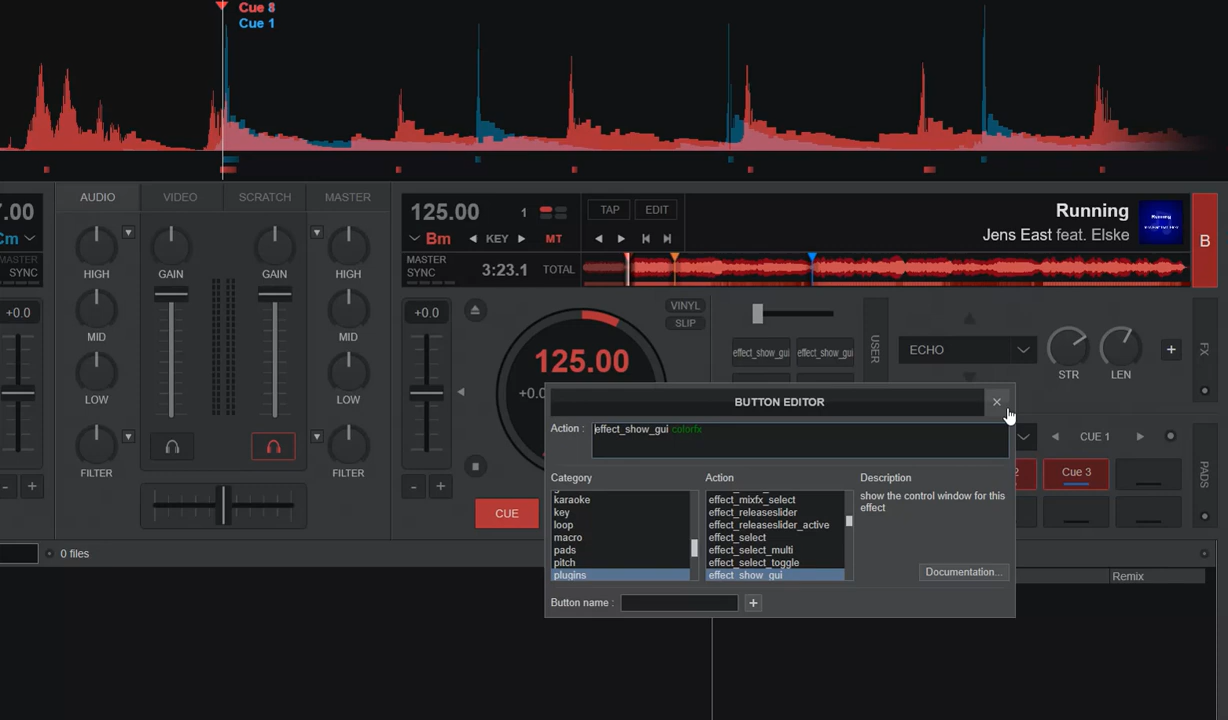 Cue 8
Cue 1
.00
Cm
MASTER
SYNC
+0.0
AUDIO VIDEO SCRATCH MASTER
HIGH GAIN GAIN HIGH
MID MID
LOW LOW
FILTER FILTER
125.00 1 TAP EDIT
Bm KEY MT
MASTER
SYNC 3:23.1 TOTAL
Running
Jens East feat. Elske
B
+0.0
VINYL
SLIP
125.00
+0.0
effect_show_gui effect_show_gui
USER
ECHO
STR LEN
+
FX
BUTTON EDITOR
Action : effect_show_gui colorfx
Category Action Description
karaoke
key
loop
macro
pads
pitch
plugins
effect_mixfx_select
effect_releaseslider
effect_releaseslider_active
effect_select
effect_select_multi
effect_select_toggle
effect_show_gui
show the control window for this
effect
Documentation...
Button name : +
CUE 1
2 Cue 3
PADS
- + - +
CUE
0 files
Remix